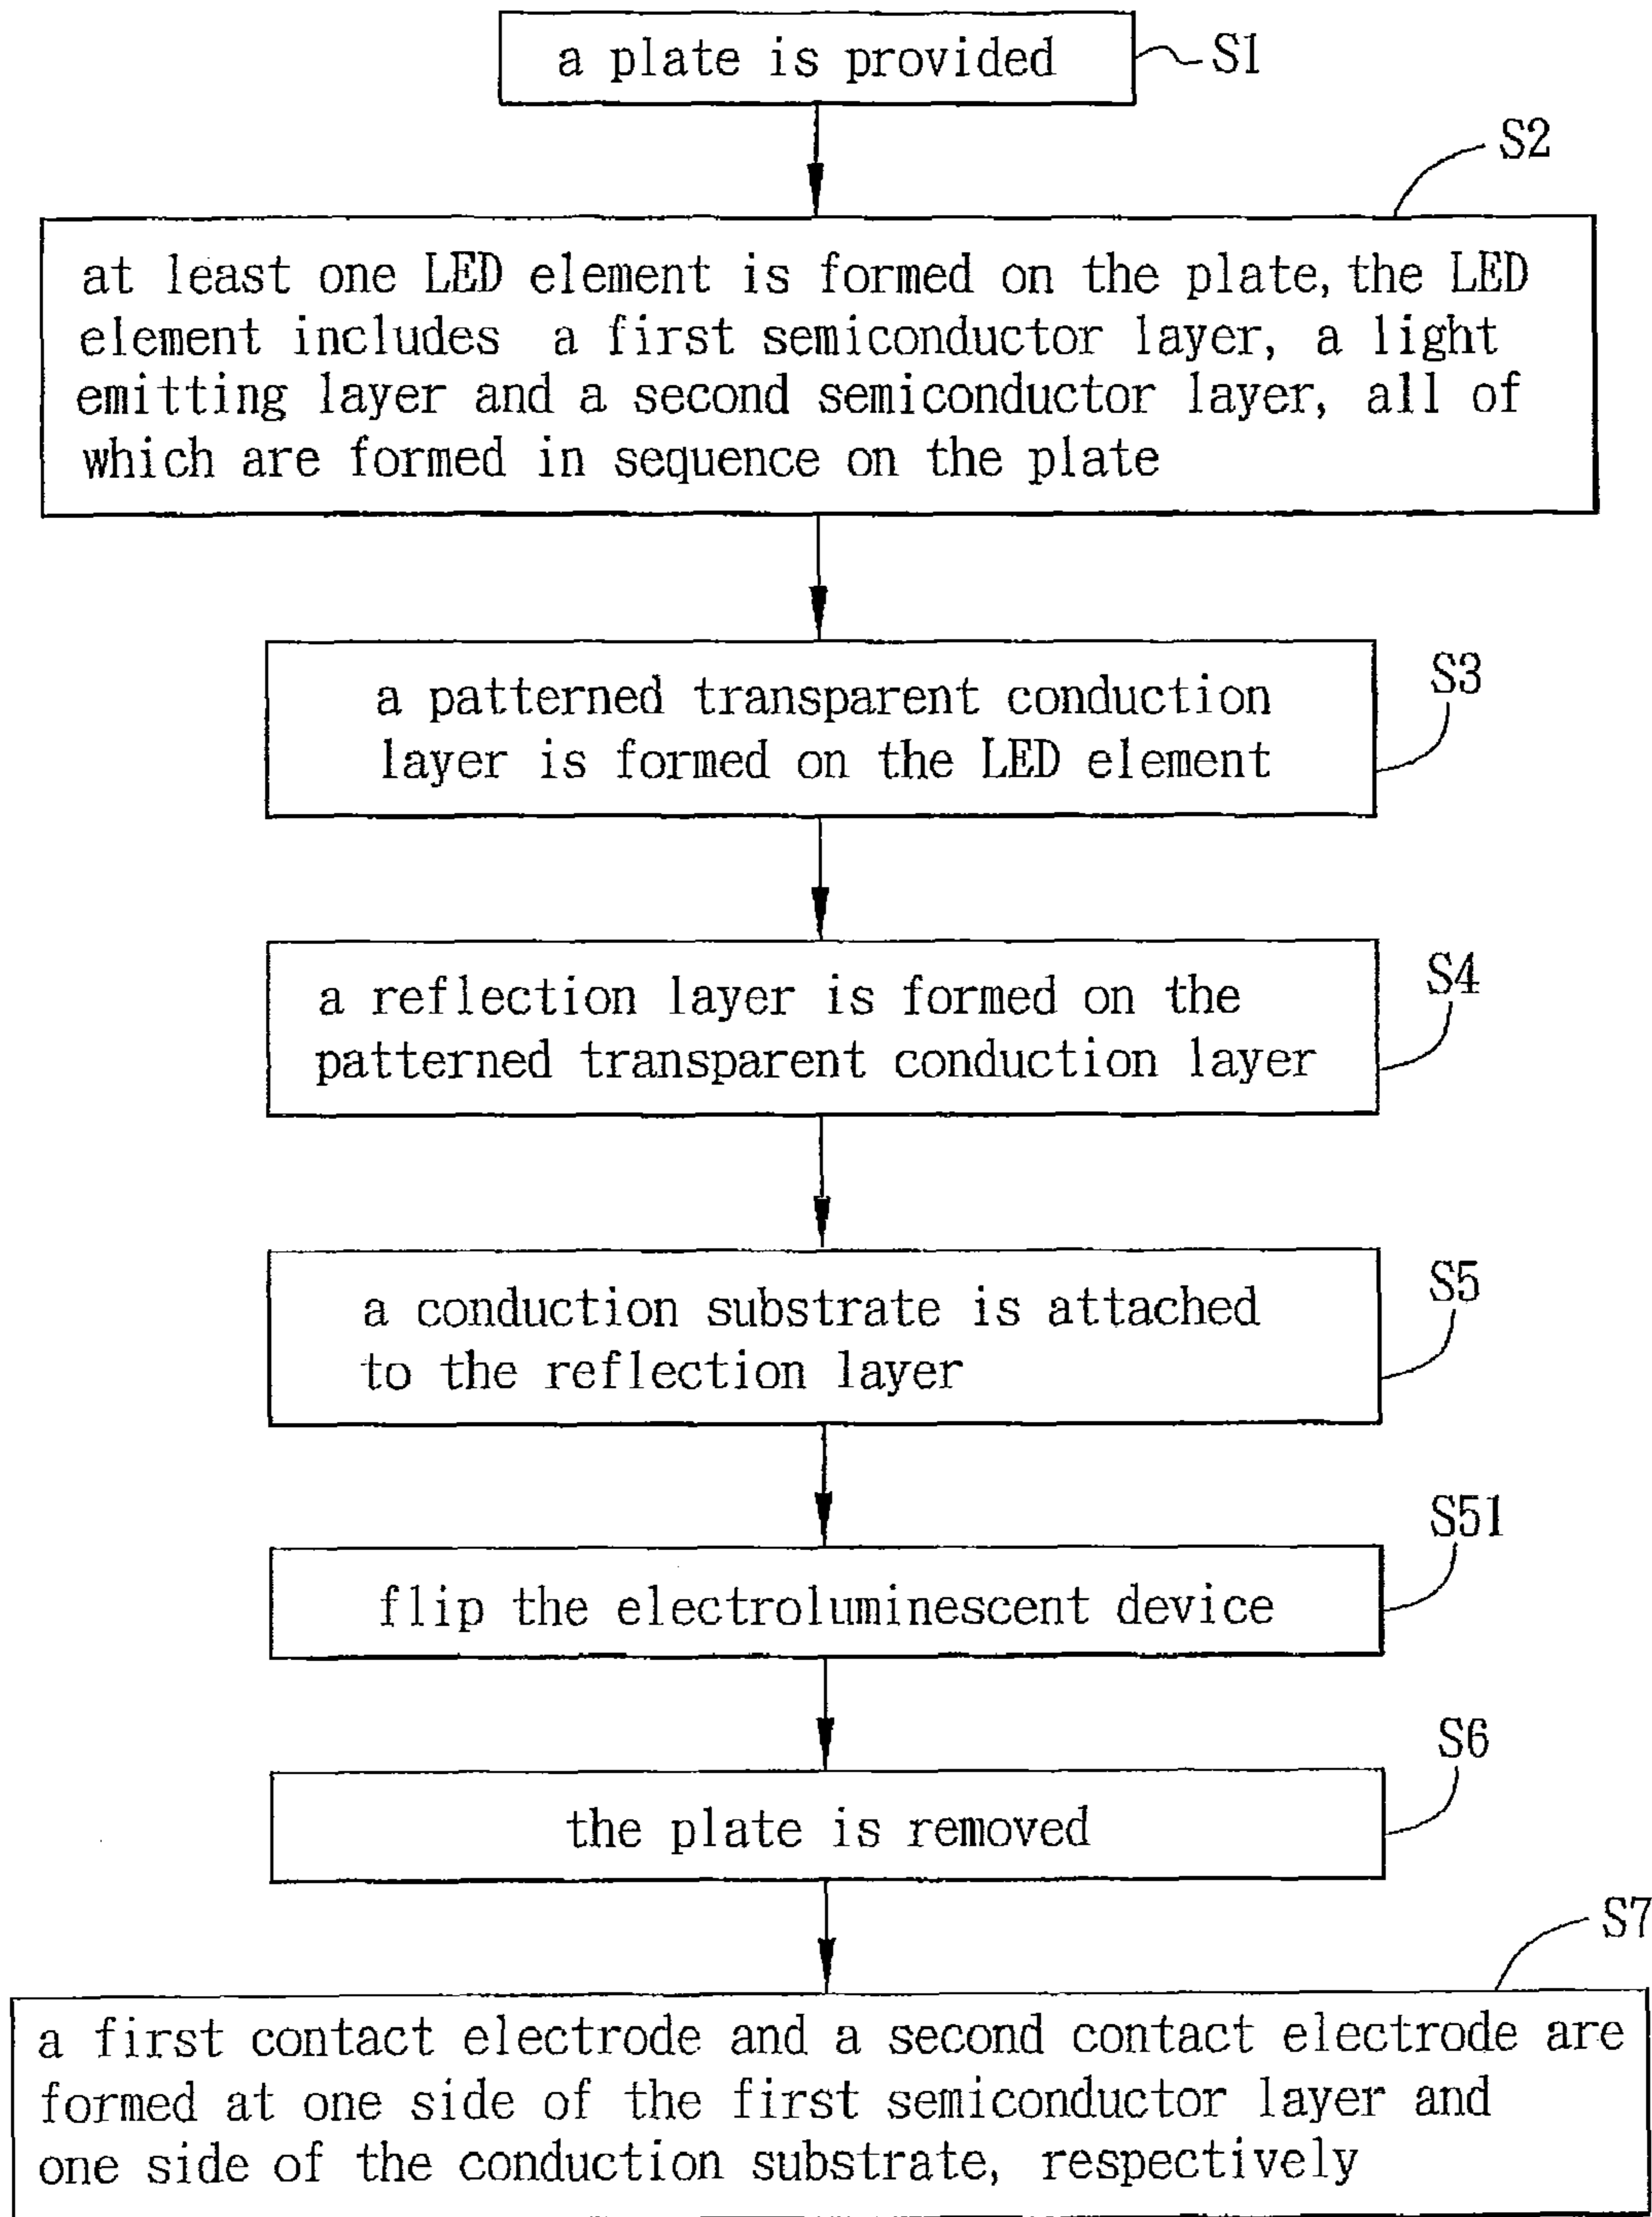 a plate is provided
S1
S2
at least one LED element is formed on the plate, the LED
element includes a first semiconductor layer, a light
emitting layer and a second semiconductor layer, all of
which are formed in sequence on the plate
S3
a patterned transparent conduction
layer is formed on the LED element
S4
a reflection layer is formed on the
patterned transparent conduction layer
S5
a conduction substrate is attached
to the reflection layer
S51
flip the electroluminescent device
S6
the plate is removed
S7
a first contact electrode and a second contact electrode are
formed at one side of the first semiconductor layer and
one side of the conduction substrate, respectively